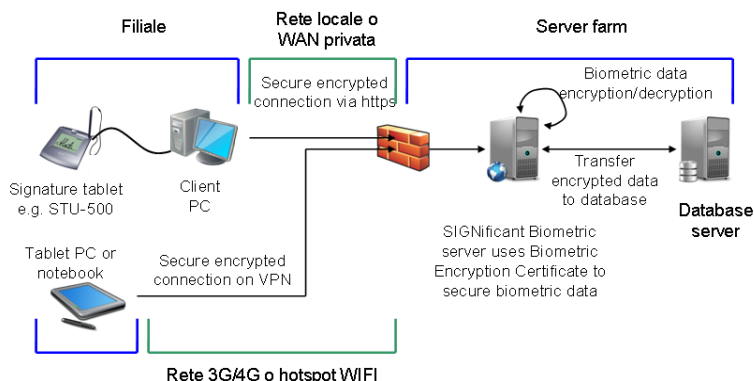 Filiale
Rete locale o
WAN privata
Server farm
Secure encrypted
connection via https
Biometric data
encryption/decryption
Signature tablet
e.g. STU-500
Client
PC
Transfer
encrypted data
to database
Database
server
SIGNificant Biometric
server uses Biometric
Encryption Certificate to
secure biometric data
Tablet PC or
notebook
Secure encrypted
connection on VPN
Rete 3G/4G o hotspot WIFI